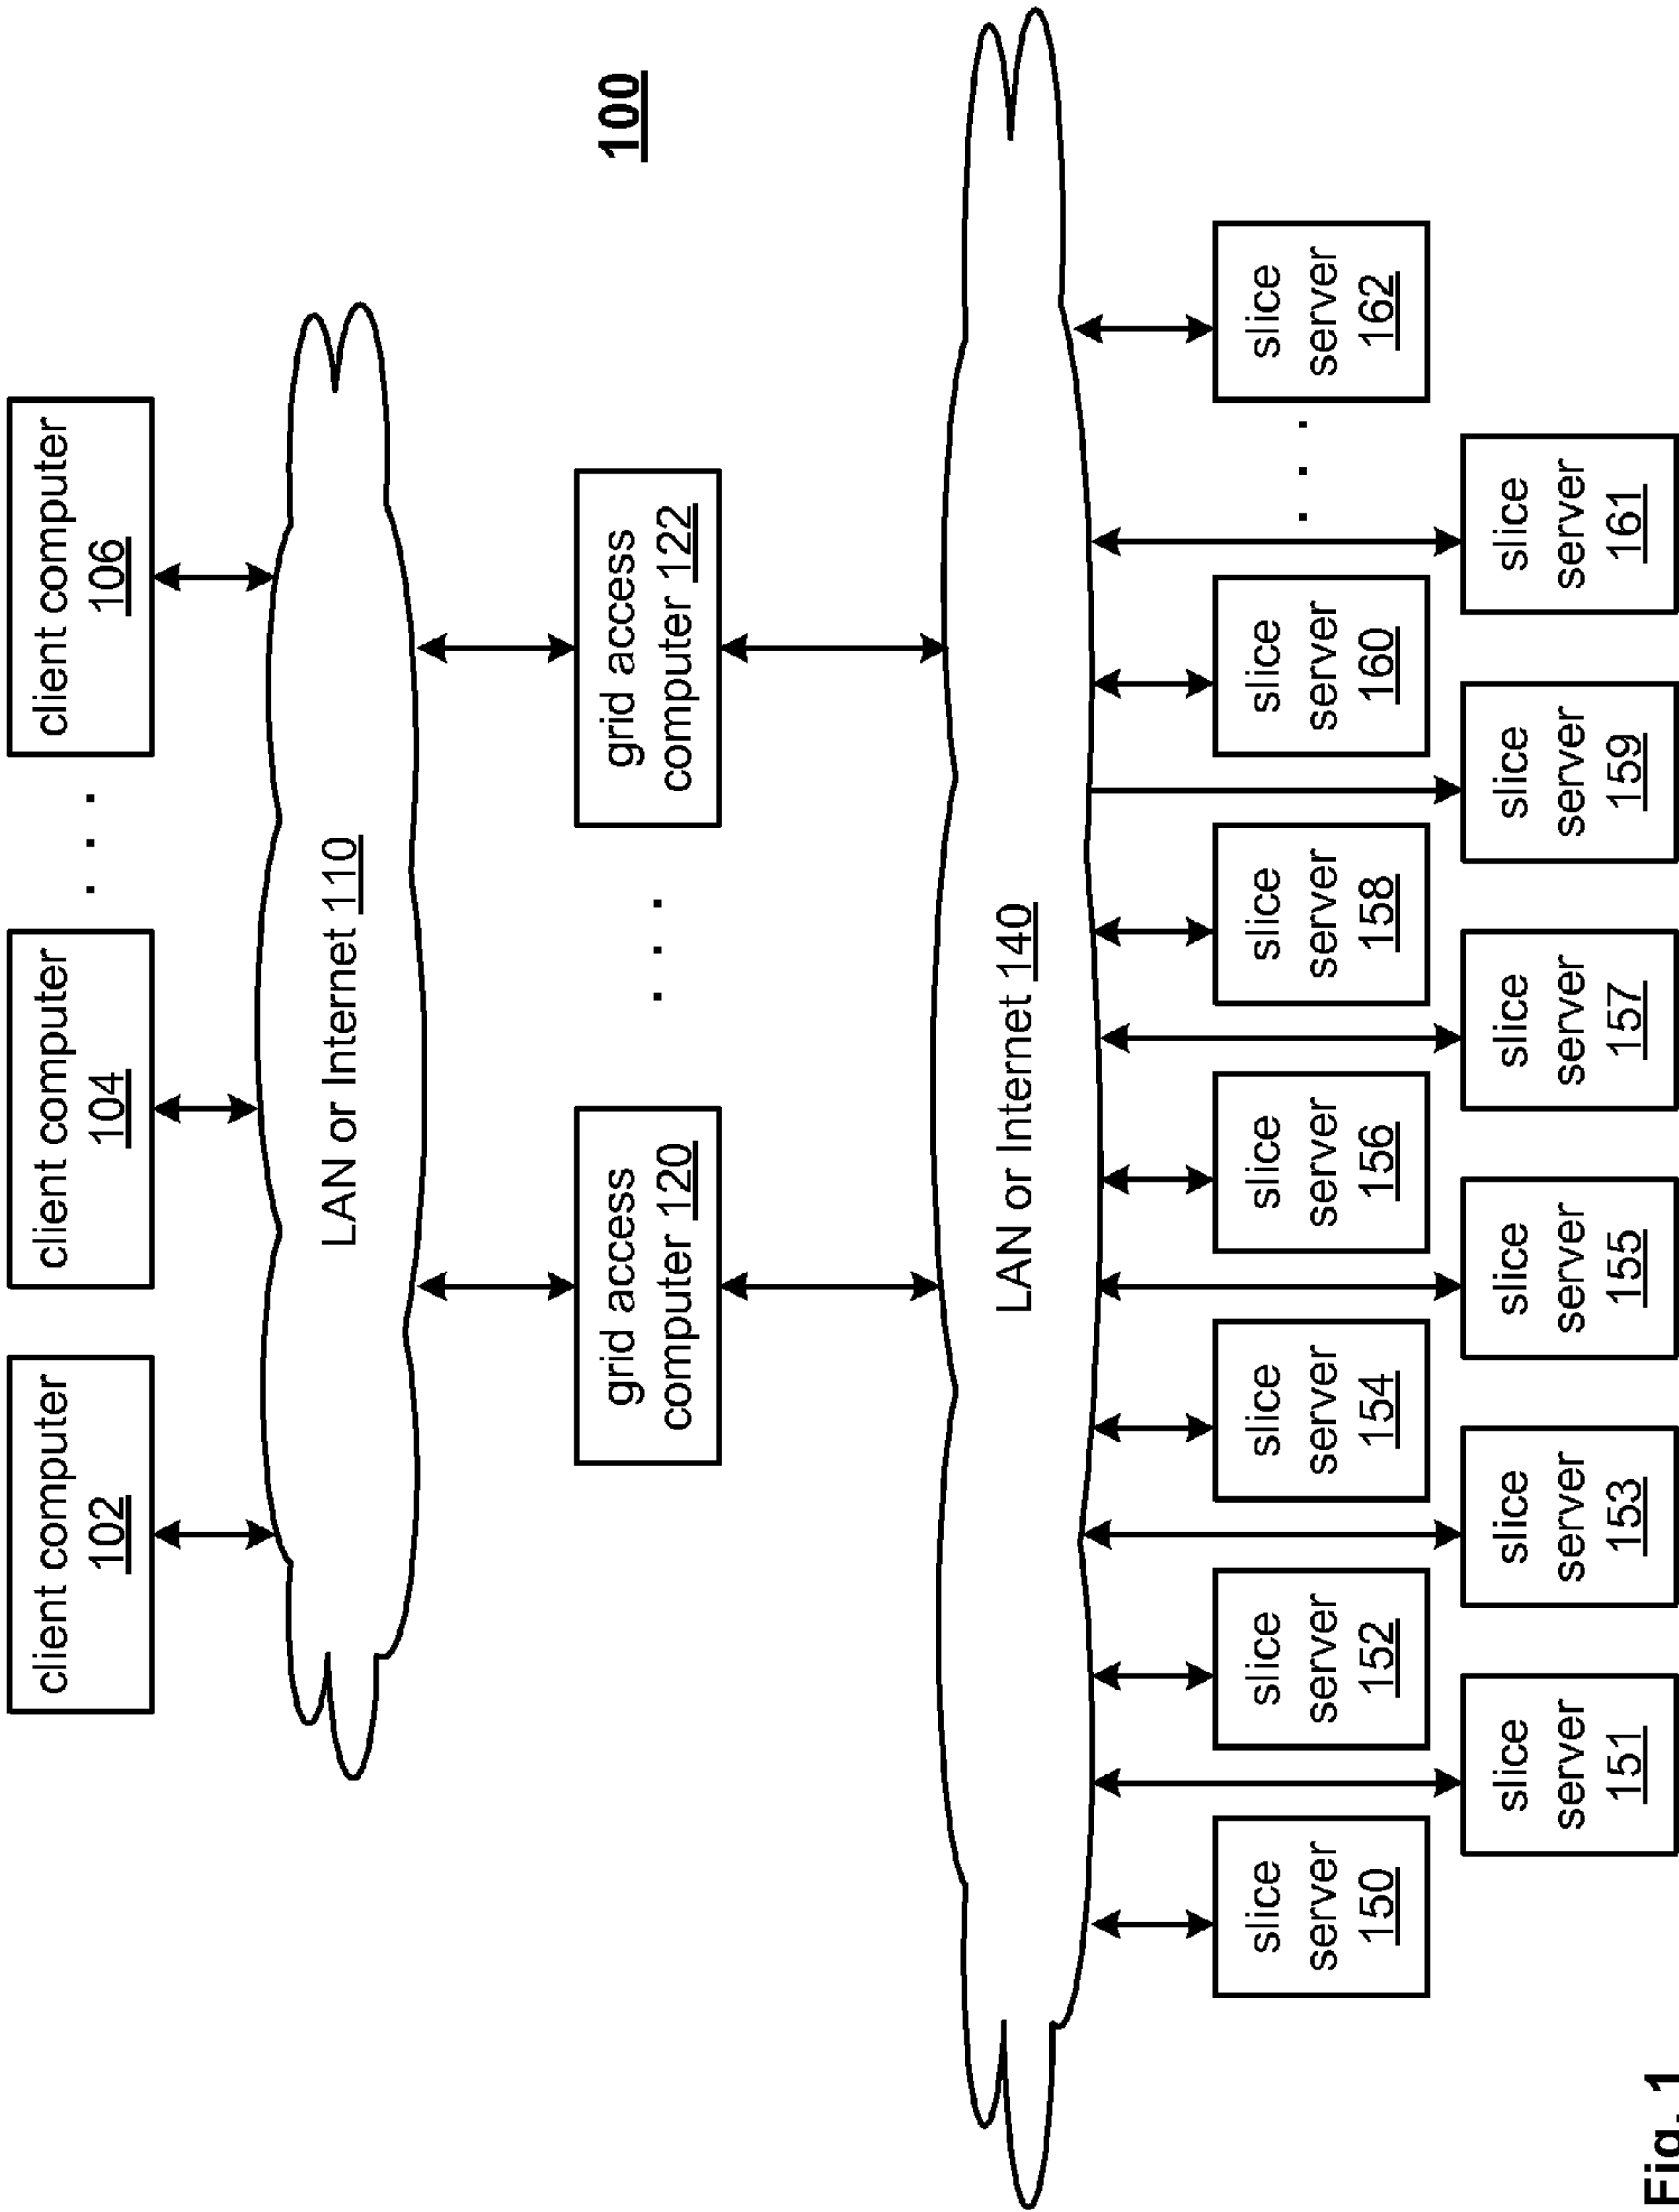 client computer
102
client computer
104
. . .
client computer
106
LAN or Internet 110
100
grid access
computer 120
. . .
grid access
computer 122
LAN or Internet 140
slice
server
150
slice
server
152
slice
server
154
slice
server
156
slice
server
158
slice
server
160
. . .
slice
server
162
slice
server
151
slice
server
153
slice
server
155
slice
server
157
slice
server
159
slice
server
161
Fig. 1